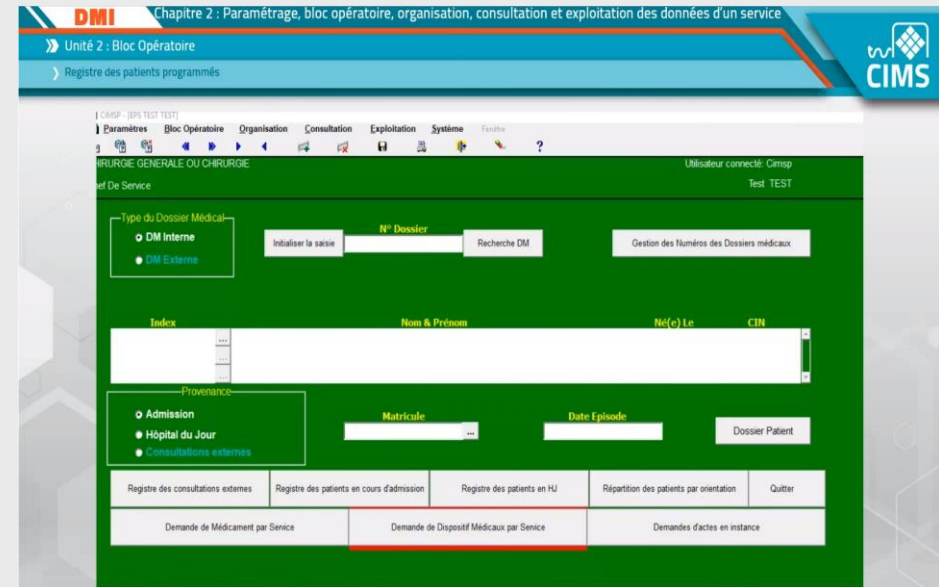 DMI
Chapitre 2 : Paramétrage, bloc opératoire, organisation, consultation et exploitation des données d'un service
Unité 2 : Bloc Opératoire
Registre des patients programmés
CIMS
CIMSP - [EPS TEST TEST]
Paramètres Bloc Opératoire Organisation Consultation Exploitation Système Fenêtre
?
HIRURGIE GENERALE OU CHIRURGIE
Utilisateur connecté: Cimsp
ef De Service
Test TEST
Type du Dossier Médical
DM Interne
DM Externe
Initialiser la saisie
N° Dossier
Recherche DM
Gestion des Numéros des Dossiers médicaux
Index Nom & Prénom Né(e) Le CIN
...
...
...
Provenance
Admission
Hôpital du Jour
Consultations externes
Matricule
...
Date Episode
Dossier Patient
Registre des consultations externes Registre des patients en cours d'admission Registre des patients en HJ Répartition des patients par orientation Quitter
Demande de Médicament par Service Demande de Dispositif Médicaux par Service Demandes d'actes en instance